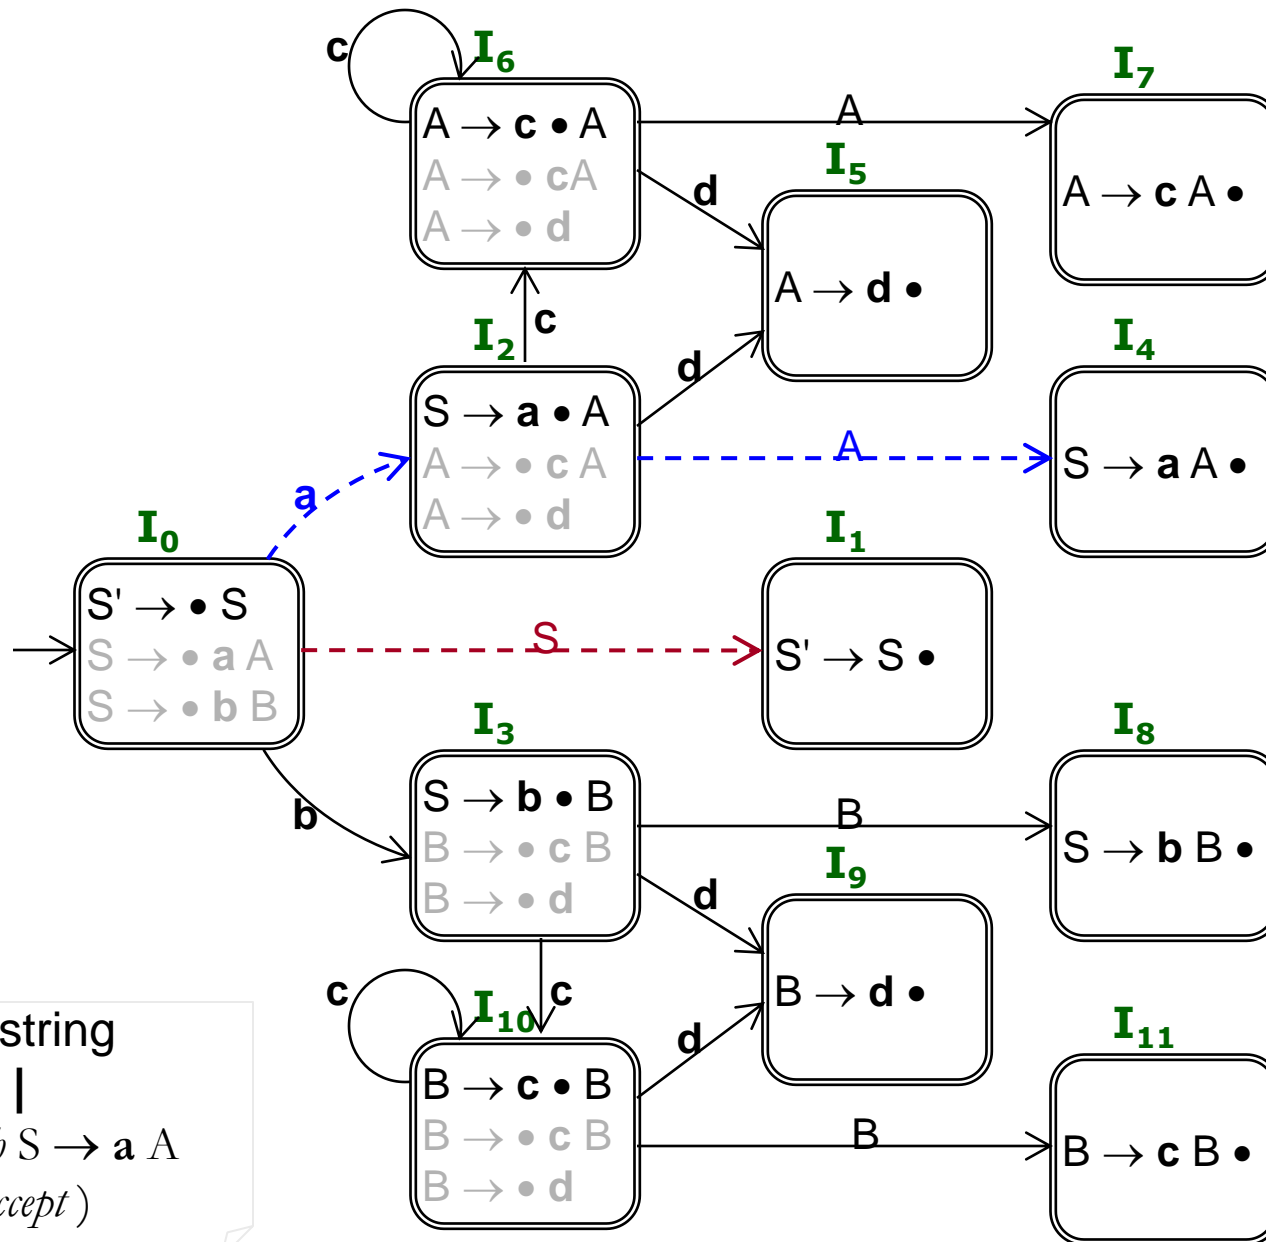 c
I6
A → c • A
A → • cA
A → • d
A
I7
A → c A •
d
I5
A → d •
c
I2
S → a • A
A → • c A
A → • d
d
A
I4
S → a A •
a
I0
S' → • S
S → • a A
S → • b B
S
I1
S' → S •
b
I3
S → b • B
B → • c B
B → • d
B
I8
S → b B •
d
I9
B → d •
c
c
I10
B → c • B
B → • c B
B → • d
d
B
I11
B → c B •
string
|
S → a A
)